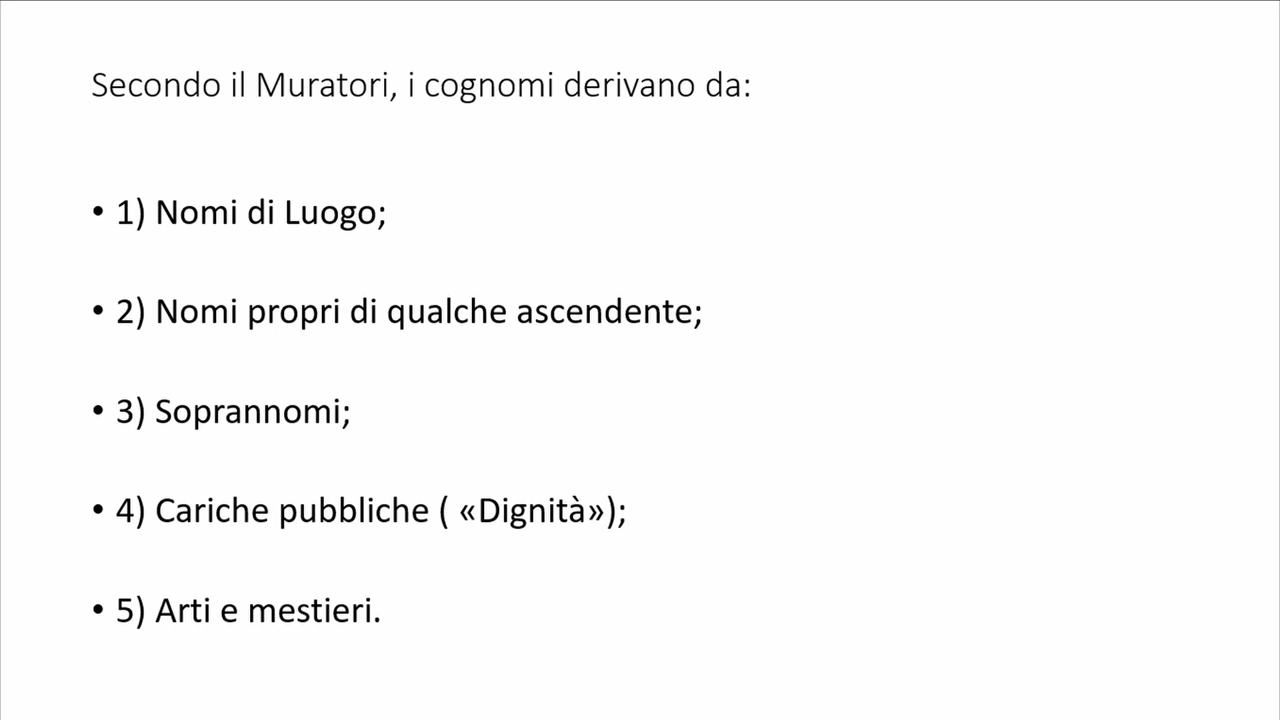 Secondo il Muratori, i cognomi derivano da:
• 1) Nomi di Luogo;
• 2) Nomi propri di qualche ascendente;
• 3) Soprannomi;
• 4) Cariche pubbliche ( «Dignità»);
• 5) Arti e mestieri.